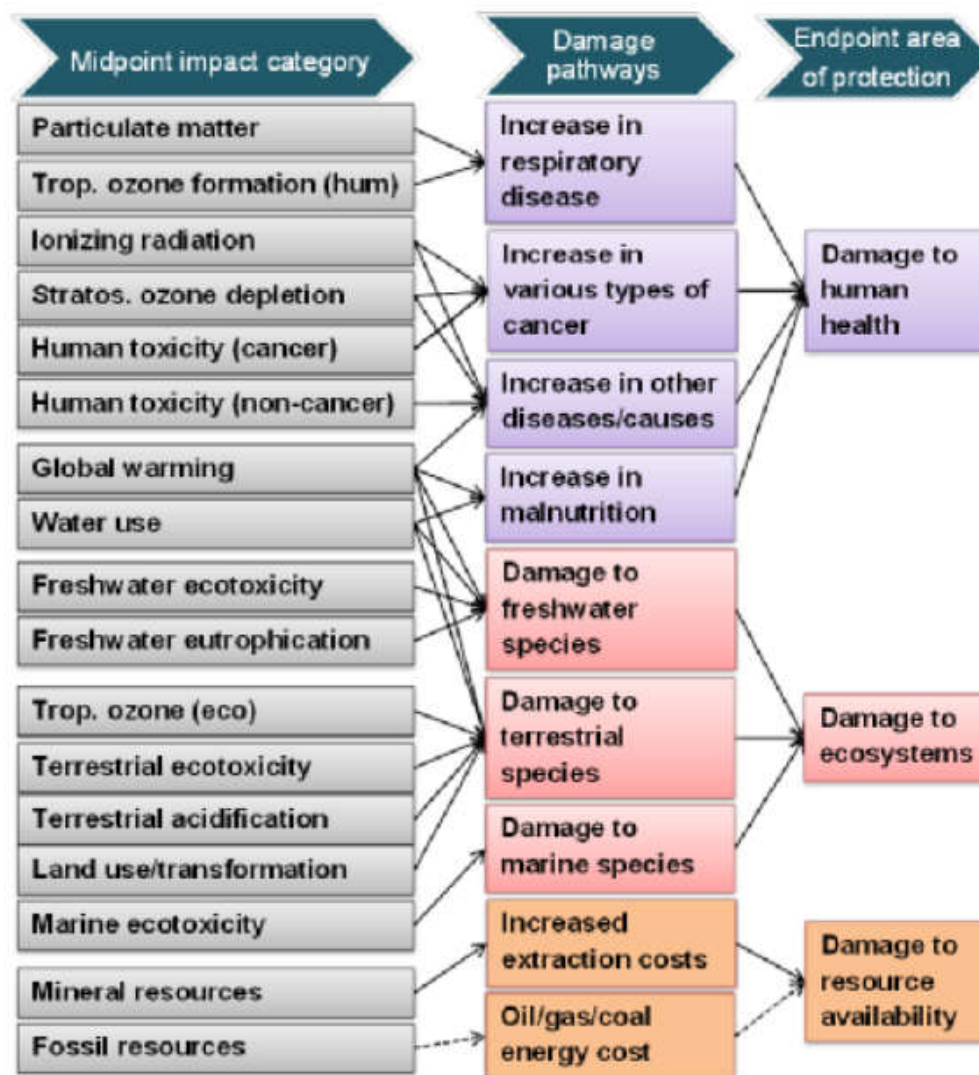 Midpoint impact category
Damage
pathways
Endpoint area
of protection
Particulate matter
Trop. ozone formation (hum)
Ionizing radiation
Stratos. ozone depletion
Human toxicity (cancer)
Human toxicity (non-cancer)
Global warming
Water use
Freshwater ecotoxicity
Freshwater eutrophication
Trop. ozone (eco)
Terrestrial ecotoxicity
Terrestrial acidification
Land use/transformation
Marine ecotoxicity
Mineral resources
Fossil resources
Increase in
respiratory
disease
Increase in
various types of
cancer
Increase in other
diseases/causes
Increase in
malnutrition
Damage to
freshwater
species
Damage to
terrestrial
species
Damage to
marine species
Increased
extraction costs
Oil/gas/coal
energy cost
Damage to
human
health
Damage to
ecosystems
Damage to
resource
availability